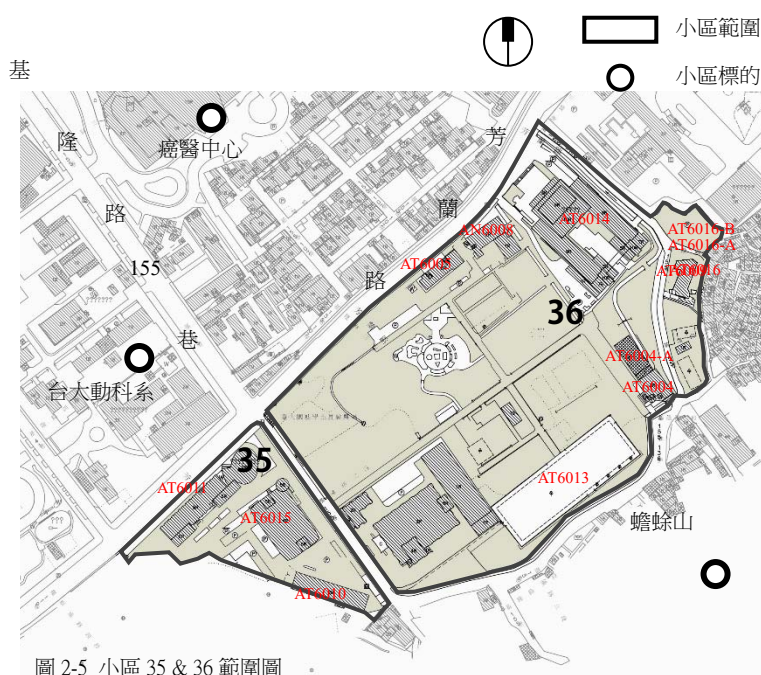 小區範圍
小區標的
基
隆
路
155
巷
癌醫中心
芳
蘭
路
AN6008
AT6005
AT6014
AT6016-B
AT6016-A
AT6016
36
AT6004-A
AT6004
台大動科系
35
AT6011
AT6015
AT6013
AT6010
蟾蜍山
圖 2-5 小區 35 & 36 範圍圖